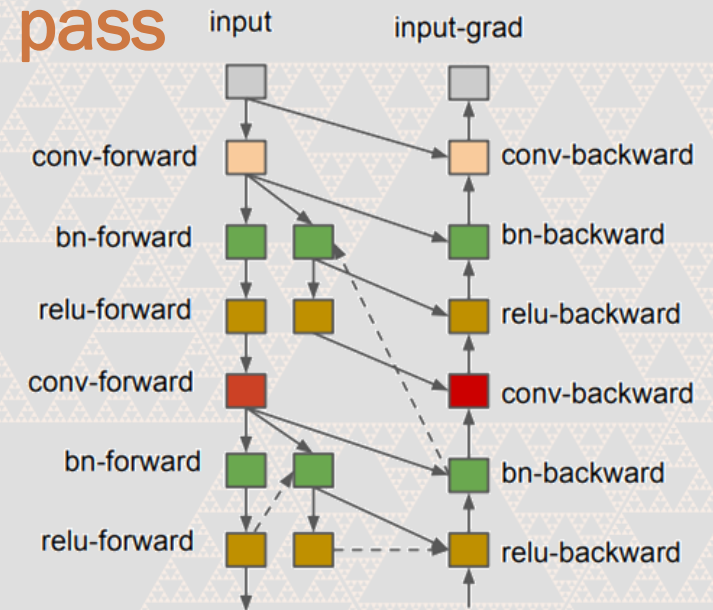 pass
input
input-grad
conv-forward
conv-backward
bn-forward
bn-backward
relu-forward
relu-backward
conv-forward
conv-backward
bn-forward
bn-backward
relu-forward
relu-backward